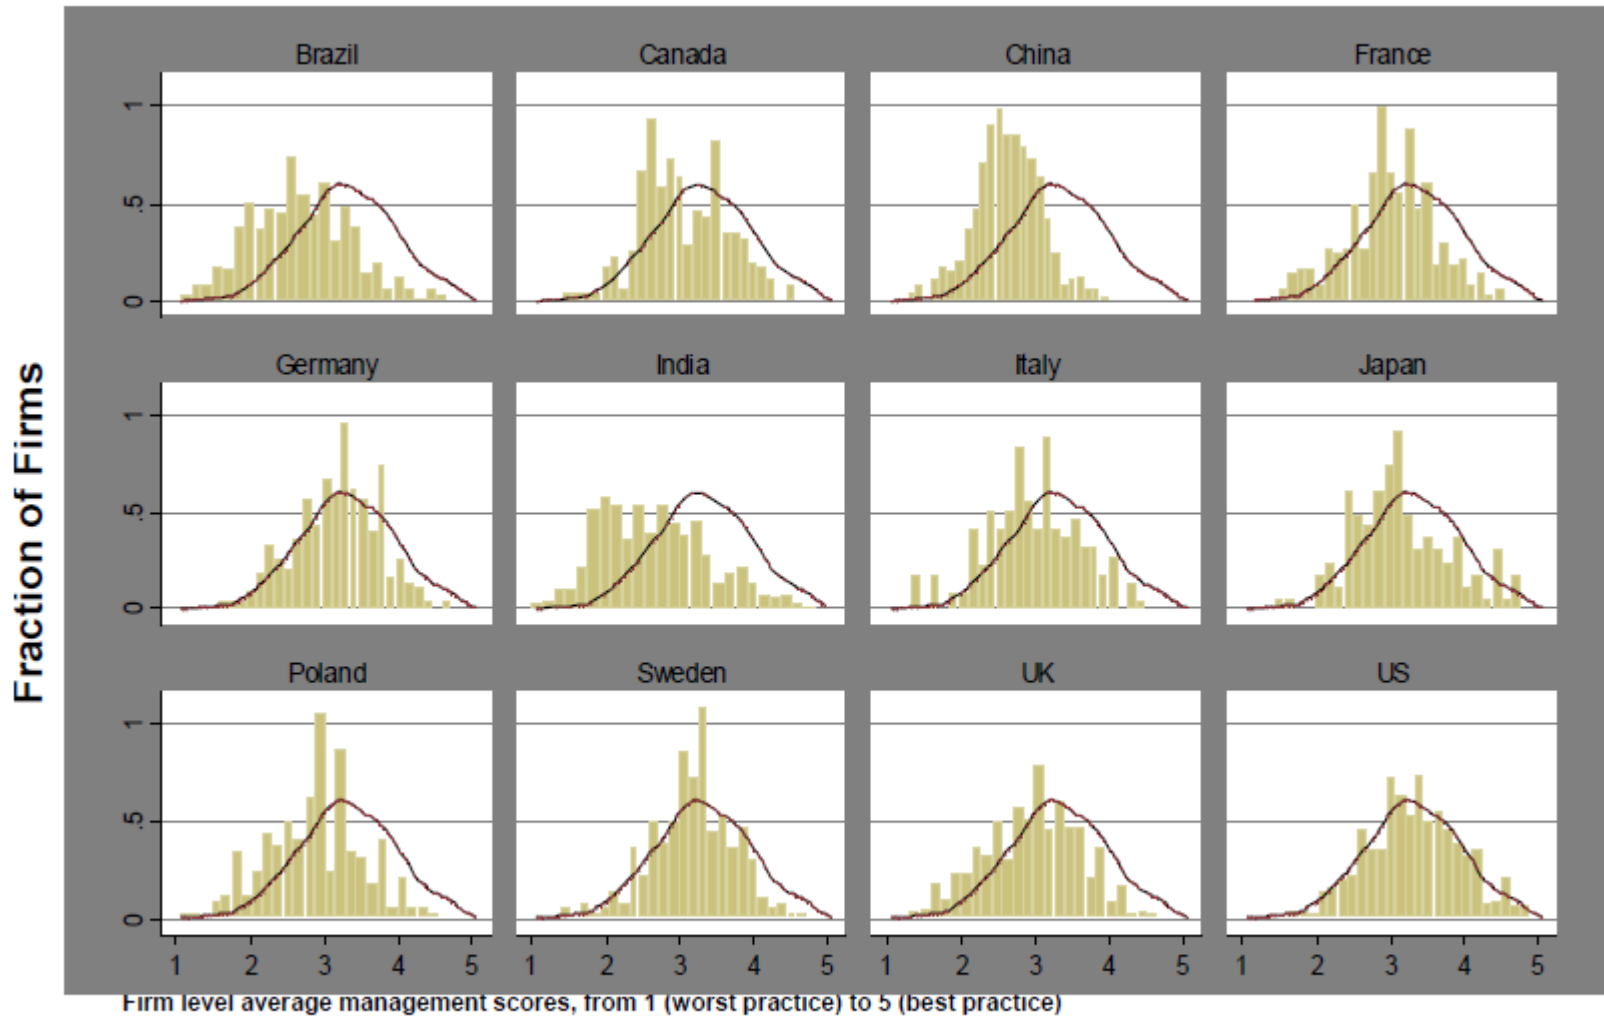 Brazil Canada China France
1
.5
0
Germany India Italy Japan
1
.5
0
Fraction of Firms
Poland Sweden UK US
1
.5
0
1 2 3 4 5 1 2 3 4 5 1 2 3 4 5 1 2 3 4 5
Firm level average management scores, from 1 (worst practice) to 5 (best practice)